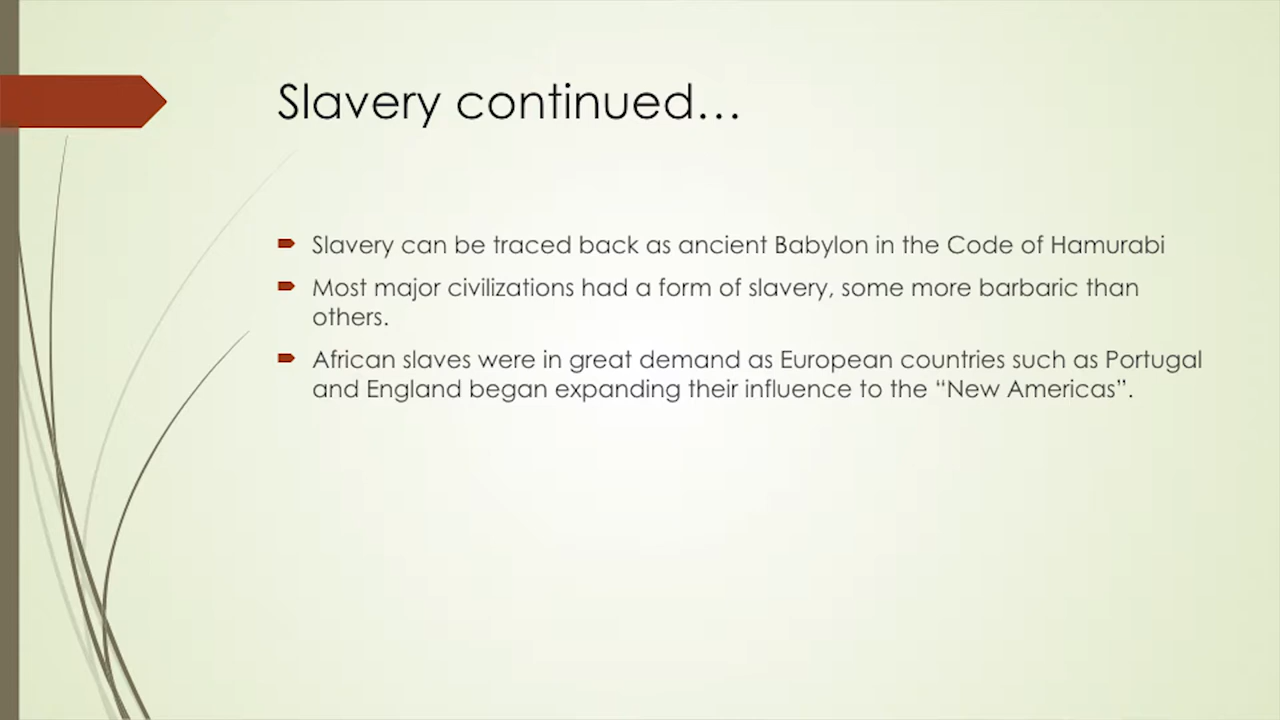 Slavery continued…
Slavery can be traced back as ancient Babylon in the Code of Hamurabi
Most major civilizations had a form of slavery, some more barbaric than
others.
African slaves were in great demand as European countries such as Portugal
and England began expanding their influence to the “New Americas”.